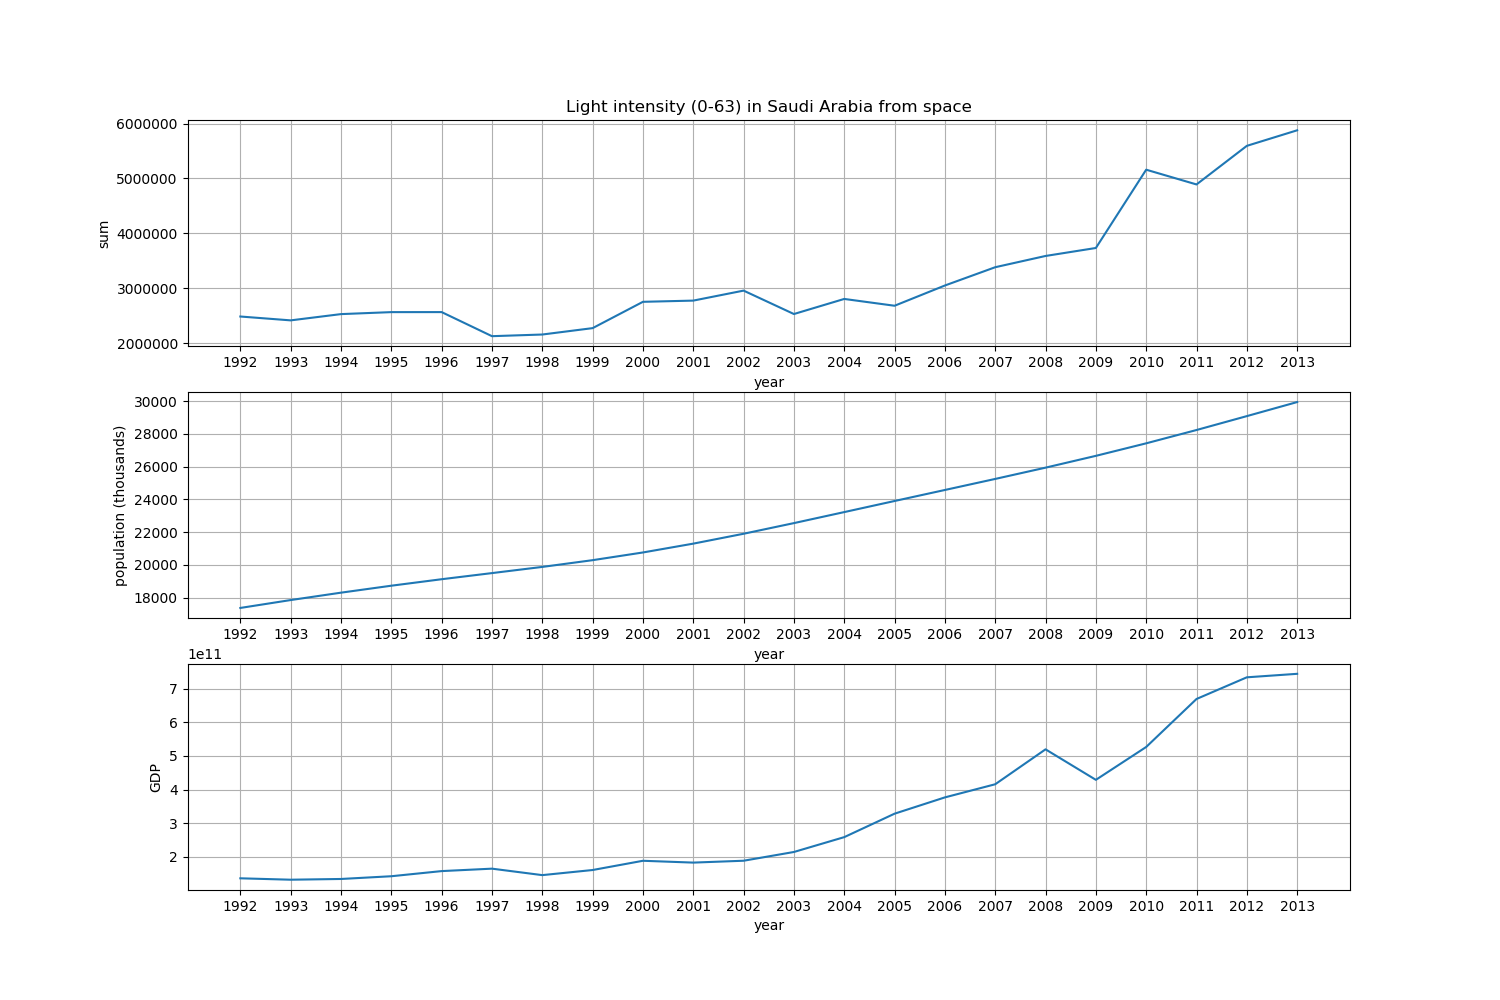 Light intensity (0-63) in Saudi Arabia from space
6000000
5000000
4000000
3000000
2000000
sum
1992 1993 1994 1995 1996 1997 1998 1999 2000 2001 2002 2003 2004 2005 2006 2007 2008 2009 2010 2011 2012 2013
year
30000
28000
26000
24000
22000
20000
18000
population (thousands)
1992 1993 1994 1995 1996 1997 1998 1999 2000 2001 2002 2003 2004 2005 2006 2007 2008 2009 2010 2011 2012 2013
year
1e11
7
6
5
4
3
2
GDP
1992 1993 1994 1995 1996 1997 1998 1999 2000 2001 2002 2003 2004 2005 2006 2007 2008 2009 2010 2011 2012 2013
year